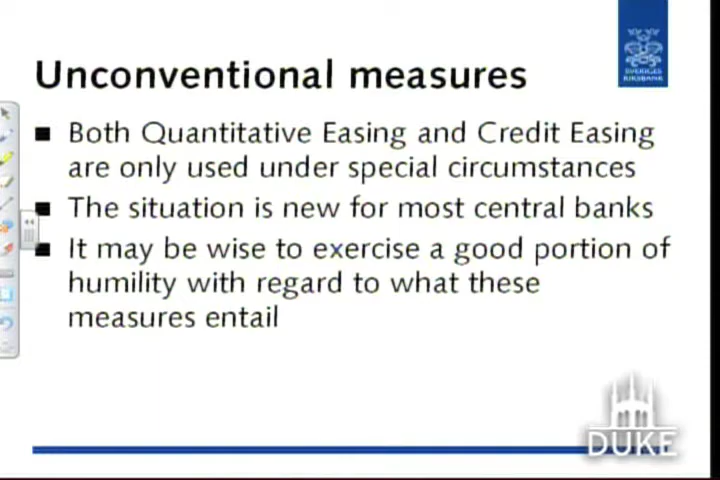 SVERIGES
RIKSBANK
Unconventional measures
Both Quantitative Easing and Credit Easing
are only used under special circumstances
The situation is new for most central banks
It may be wise to exercise a good portion of
humility with regard to what these
measures entail
DUKE